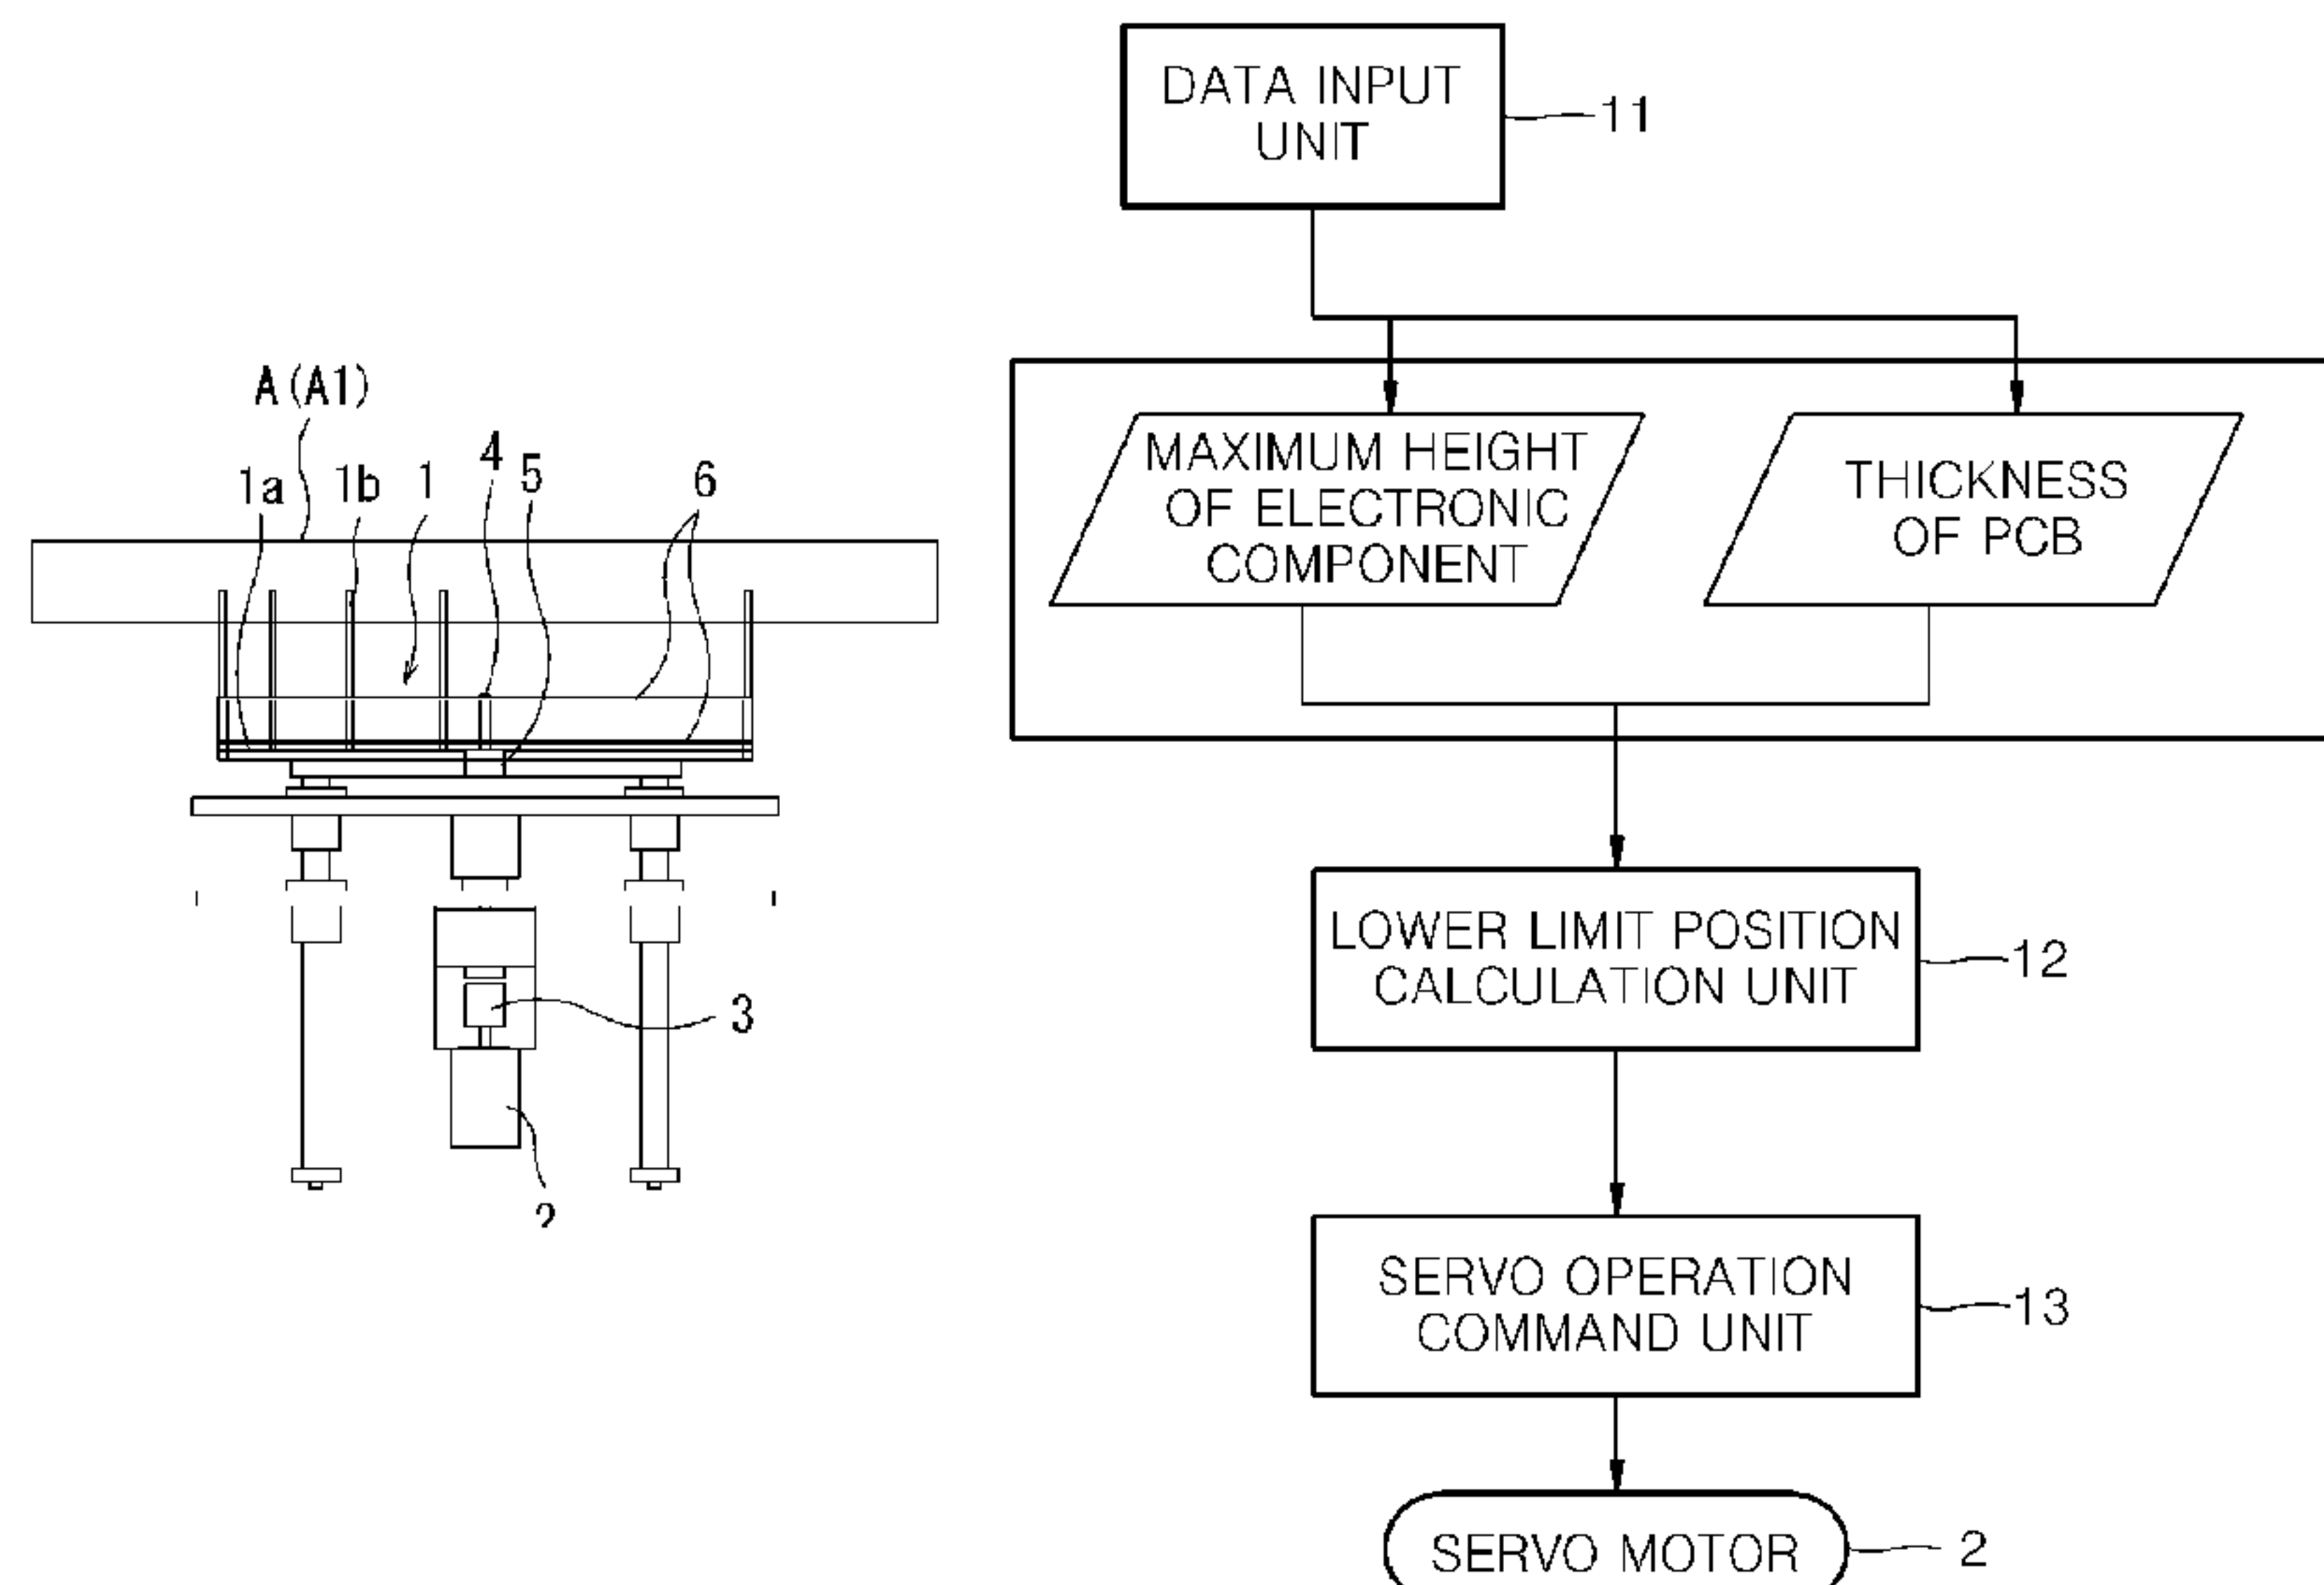 A(A1)
1a
1b
1
4
5
6
3
2
DATA INPUT
UNIT
11
MAXIMUM HEIGHT
OF ELECTRONIC
COMPONENT
THICKNESS
OF PCB
LOWER LIMIT POSITION
CALCULATION UNIT
12
SERVO OPERATION
COMMAND UNIT
13
SERVO MOTOR
2